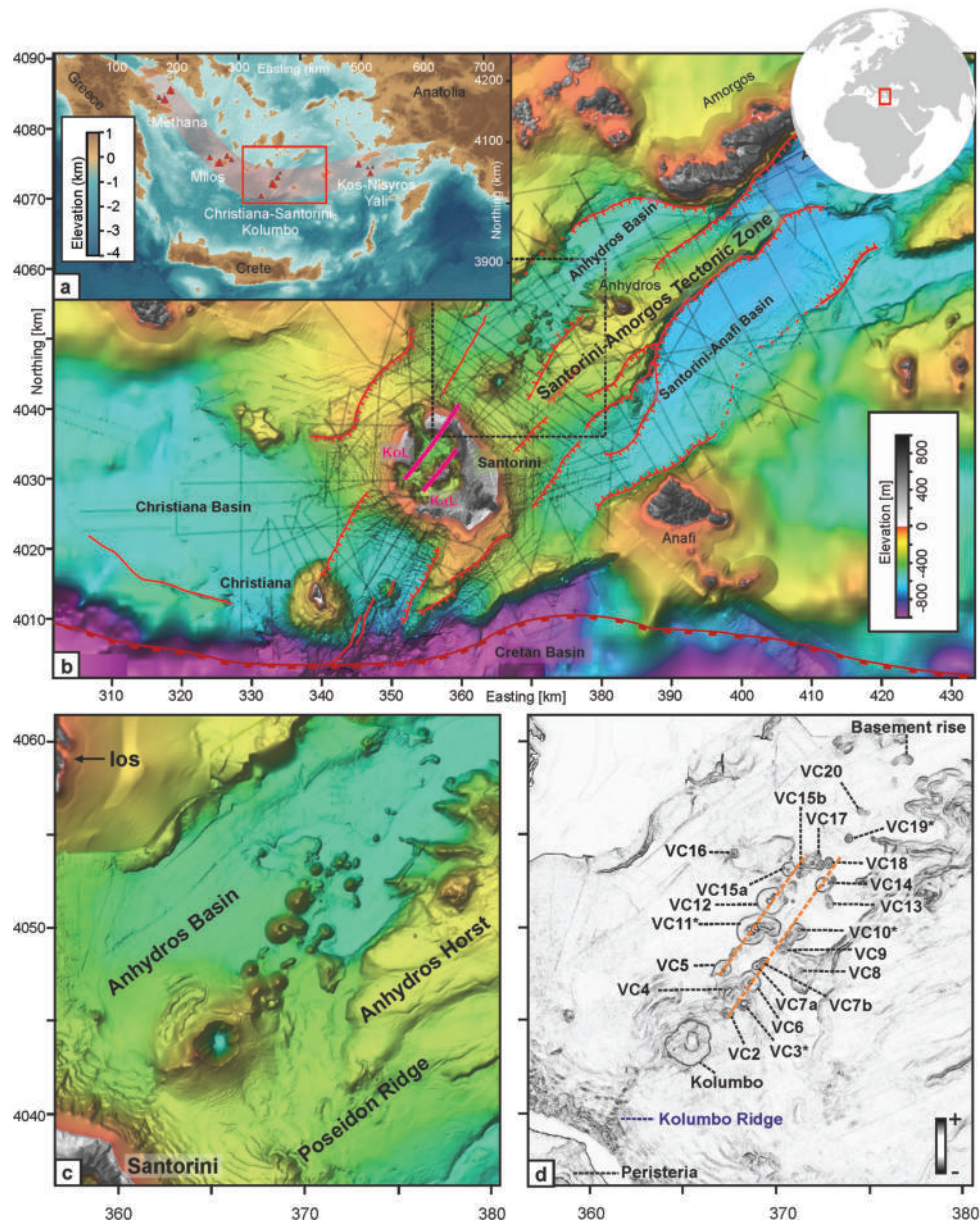 4090
4080
4070
4060
4050
4040
4030
4020
4010
Northing [km]
100
200
300
Easting (km)
400
500
600
700
4200
4100
Northing (km)
3900
Greece
Anatolia
Methana
Milos
Christiana-Santorini-
Kolumbo
Kos-Nisyros
Yali
Crete
Elevation (km)
1
0
-1
-2
-3
-4
a
Amorgos
Anhydros Basin
Anhydros
Santorini-Amorgos Tectonic Zone
Santorini-Anafi Basin
KoL
KaL
Santorini
Christiana Basin
Christiana
Anafi
Cretan Basin
Elevation [m]
800
400
0
-400
-800
b
310
320
330
340
350
360
Easting [km]
380
390
400
410
420
430
4060
4050
4040
Ios
Anhydros Basin
Anhydros Horst
Poseidon Ridge
Santorini
c
360
370
380
Basement rise
VC20
VC15b
VC17
VC19*
VC16
VC18
VC15a
VC14
VC12
VC13
VC11*
VC10*
VC9
VC5
VC8
VC4
VC7b
VC7a
VC6
VC2
VC3*
Kolumbo
Kolumbo Ridge
Peristeria
+
-
d
360
370
380